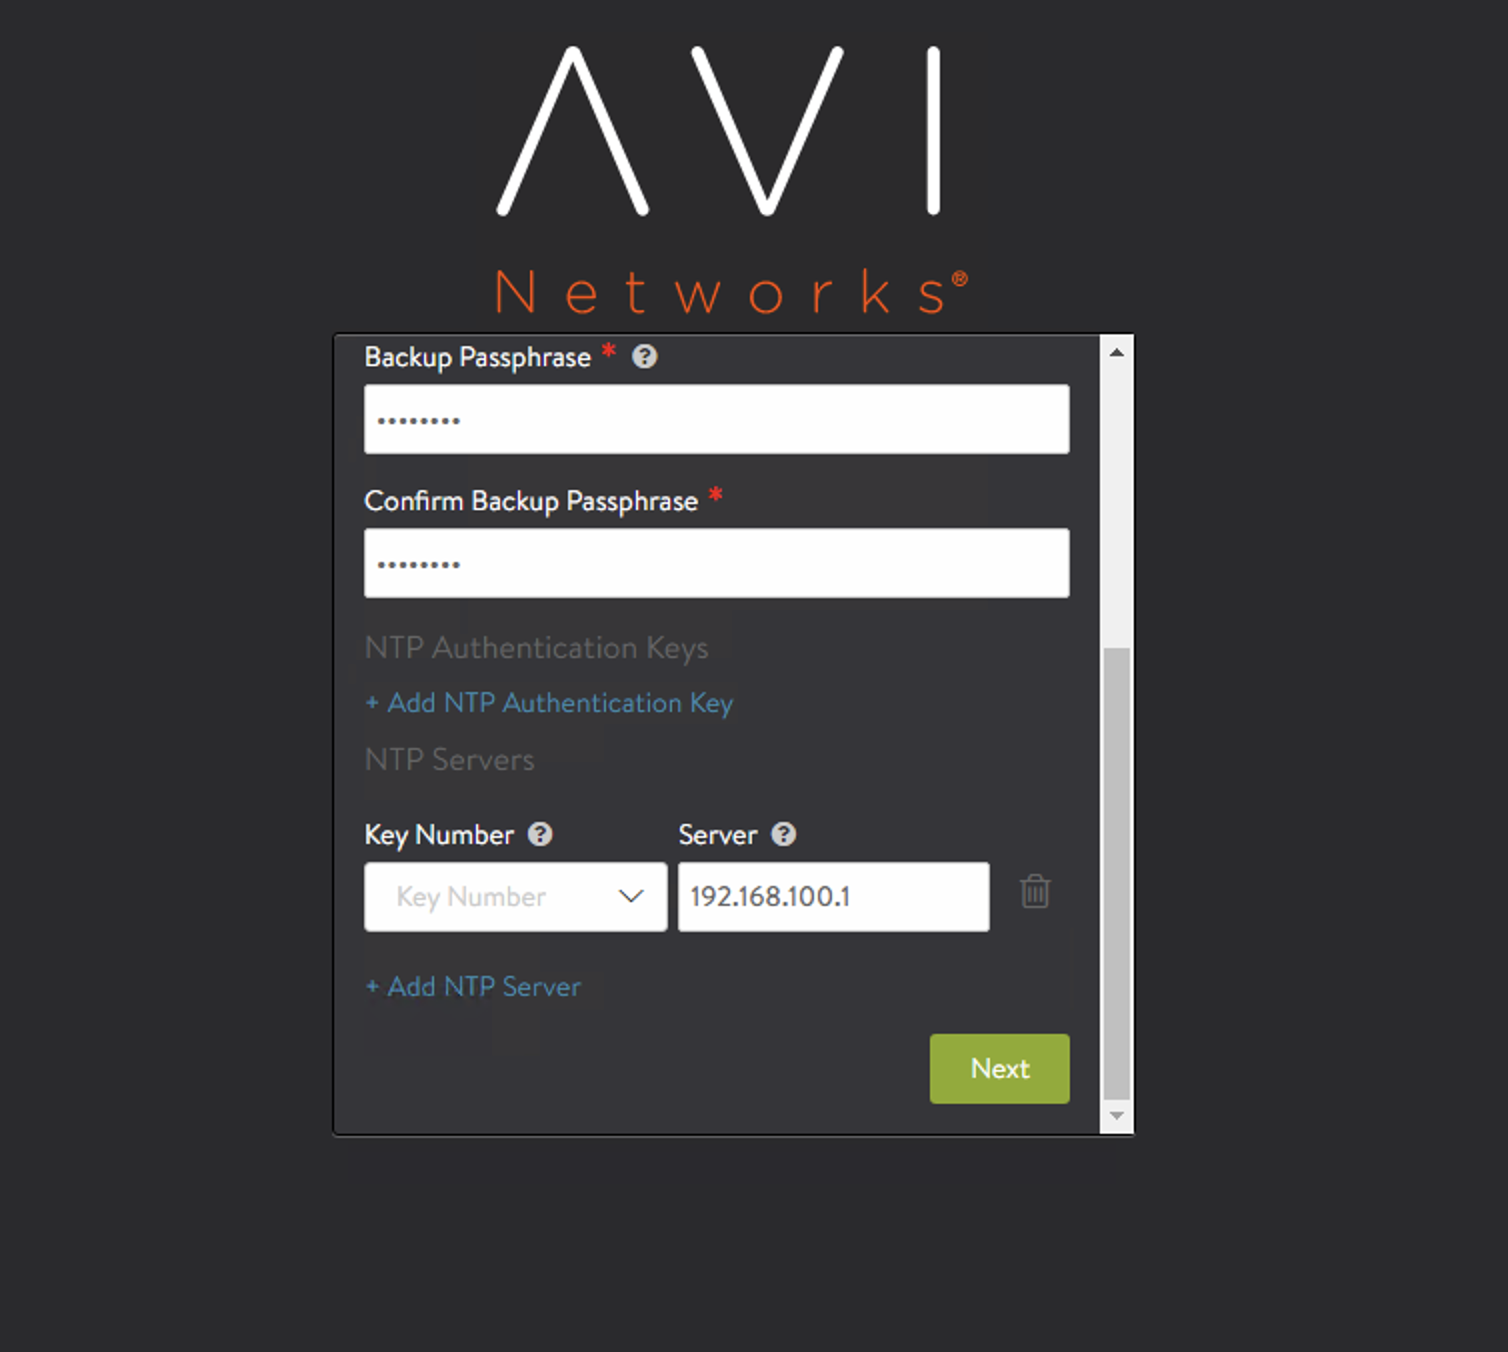 AVI
Networks®
Backup Passphrase * ?
••••••••
Confirm Backup Passphrase *
••••••••
NTP Authentication Keys
+ Add NTP Authentication Key
NTP Servers
Key Number ? Server ?
Key Number 192.168.100.1
+ Add NTP Server
Next